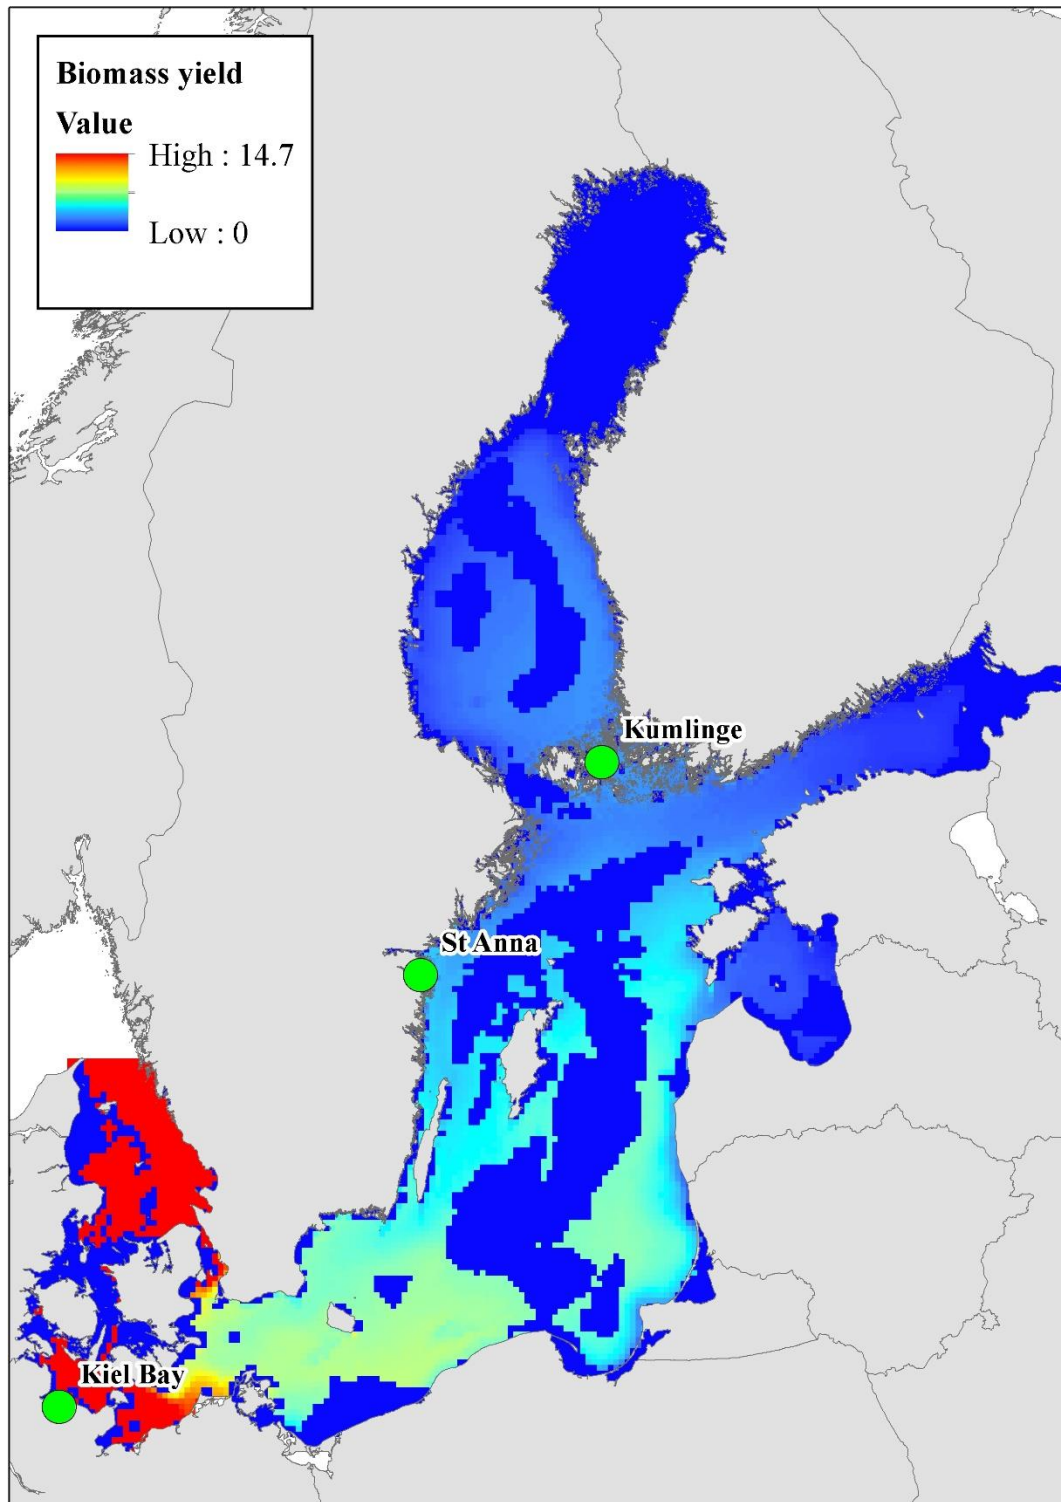 Biomass yield
Value
High : 14.7
Low : 0
Kumlinge
St Anna
Kiel Bay